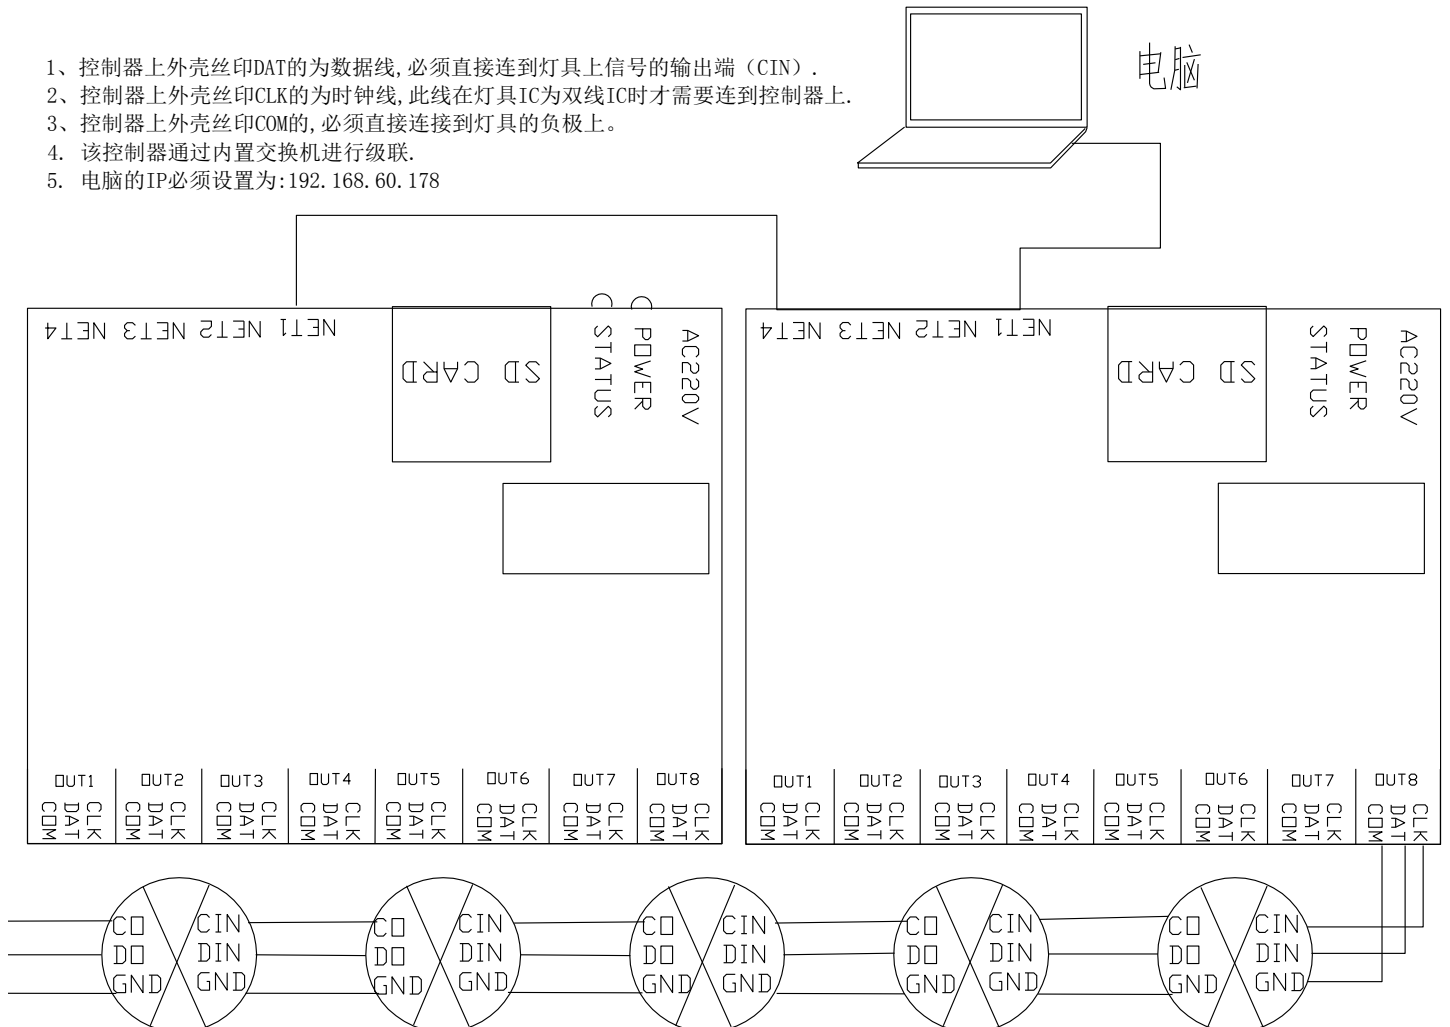 1、控制器上外壳丝印DAT的为数据线,必须直接连到灯具上信号的输出端（CIN）.
2、控制器上外壳丝印CLK的为时钟线,此线在灯具IC为双线IC时才需要连到控制器上.
3、控制器上外壳丝印COM的,必须直接连接到灯具的负极上。
4. 该控制器通过内置交换机进行级联.
5. 电脑的IP必须设置为:192.168.60.178
电脑
NET4 NET3 NET2 NET1
SD CARD
STATUS
POWER
AC220V
NET4 NET3 NET2 NET1
SD CARD
STATUS
POWER
AC220V
OUT1 OUT2 OUT3 OUT4 OUT5 OUT6 OUT7 OUT8
COM DAT CLK COM DAT CLK COM DAT CLK COM DAT CLK COM DAT CLK COM DAT CLK COM DAT CLK COM DAT CLK
OUT1 OUT2 OUT3 OUT4 OUT5 OUT6 OUT7 OUT8
COM DAT CLK COM DAT CLK COM DAT CLK COM DAT CLK COM DAT CLK COM DAT CLK COM DAT CLK COM DAT CLK
CO CIN CO CIN CO CIN CO CIN CO CIN
DO DIN DO DIN DO DIN DO DIN DO DIN
GND GND GND GND GND GND GND GND GND GND